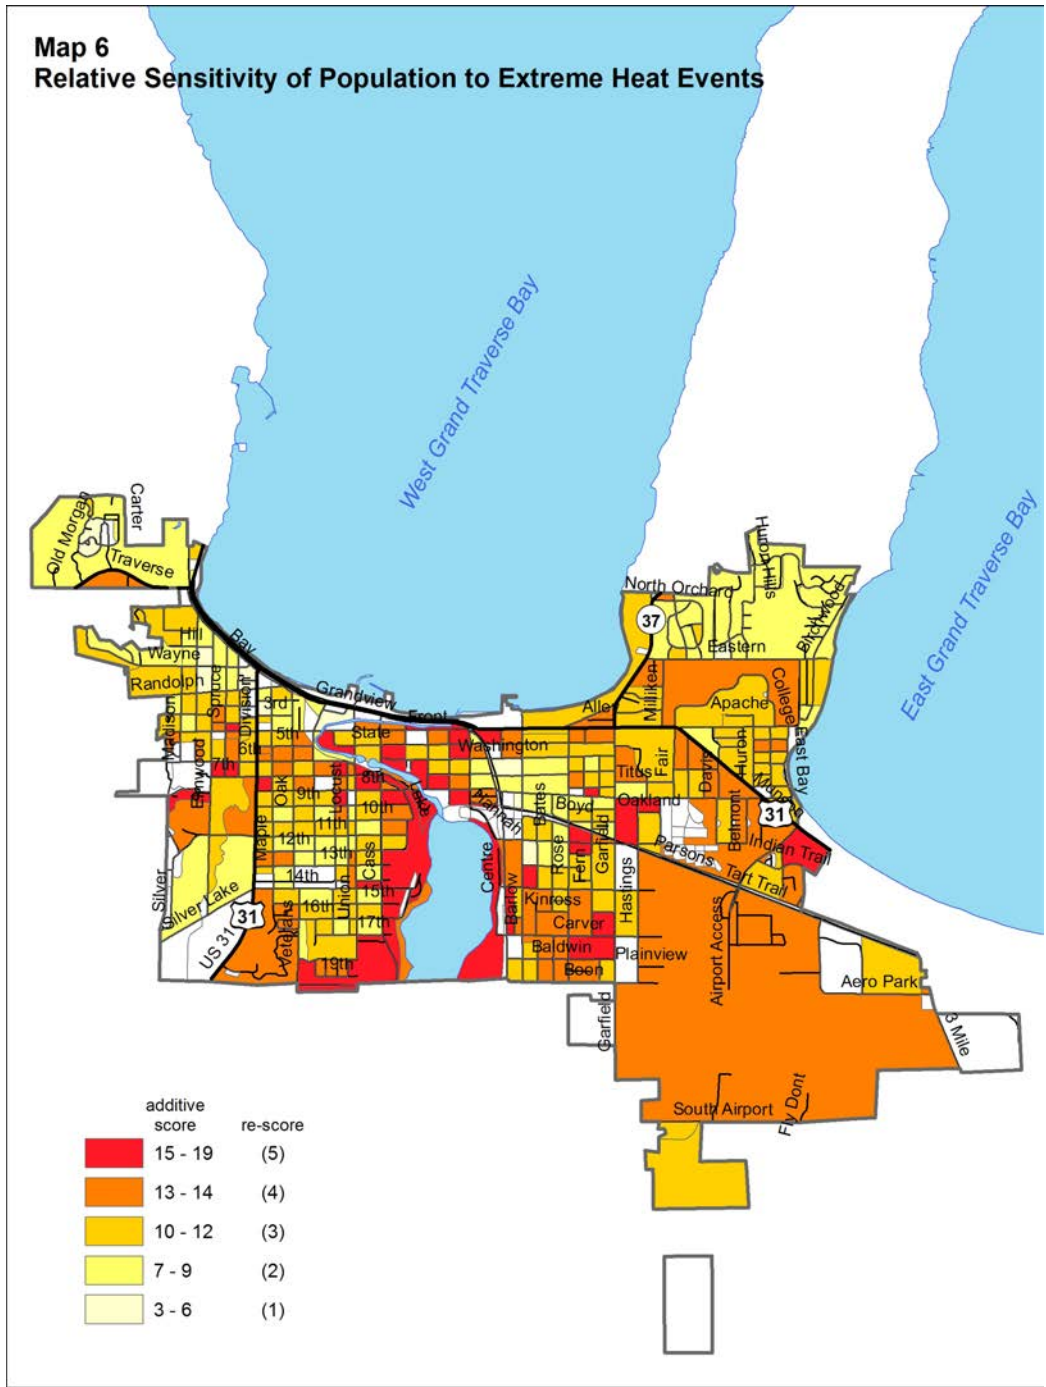 Map 6
Relative Sensitivity of Population to Extreme Heat Events
West Grand Traverse Bay
East Grand Traverse Bay
Old Morgan
Carter
Traverse
Huron Hills
North Orchard
Birchwood
37
Eastern
Hill
Bay
Wayne
Randolph
Spruce
Division
Grandview
3rd
Front
Milliken
Apache
College
Madison
5th
State
Washington
6th
7th
Elmwood
8th
Lake
Hannah
Titus
Fair
Davis
Huron
Munson
East Bay
Oak
9th
Locust
10th
Bates
Boyd
Oakland
11th
12th
Maple
13th
Cass
Rose
Fern
Garfield
Parsons
Belmont
31
Indian Trail
14th
15th
Centre
Barlow
Tart Trail
Silver
Silver Lake
16th
Union
17th
Kinross
Carver
Hastings
31
US 31
Veterans
19th
Baldwin
Boon
Plainview
Airport Access
Aero Park
Garfield
3 Mile
South Airport
Fly Dont
additive
score
re-score
15 - 19 (5)
13 - 14 (4)
10 - 12 (3)
7 - 9 (2)
3 - 6 (1)